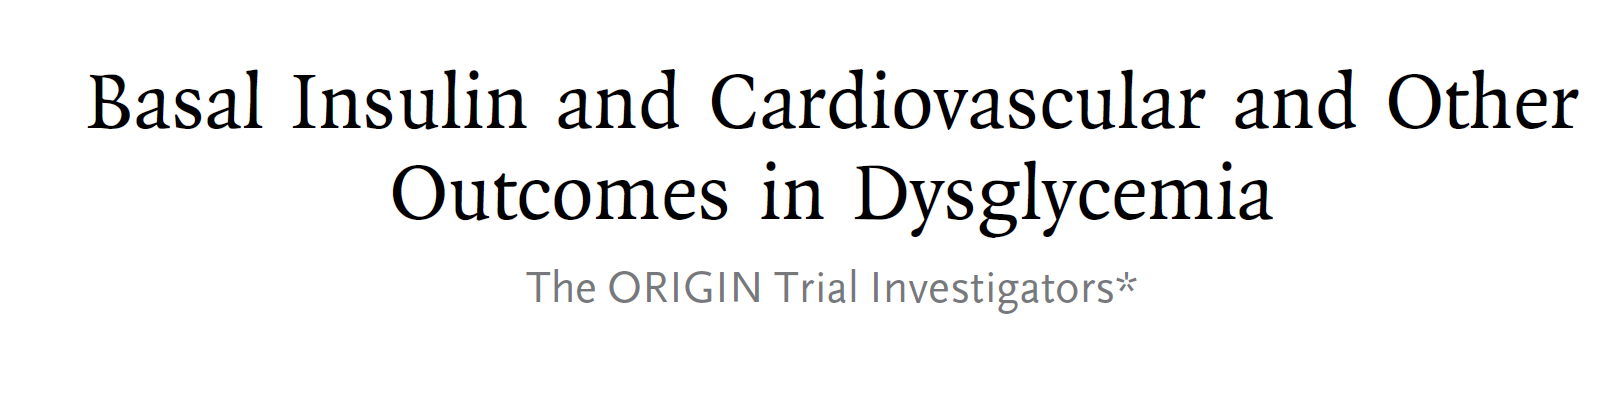 Basal Insulin and Cardiovascular and Other
Outcomes in Dysglycemia
The ORIGIN Trial Investigators*